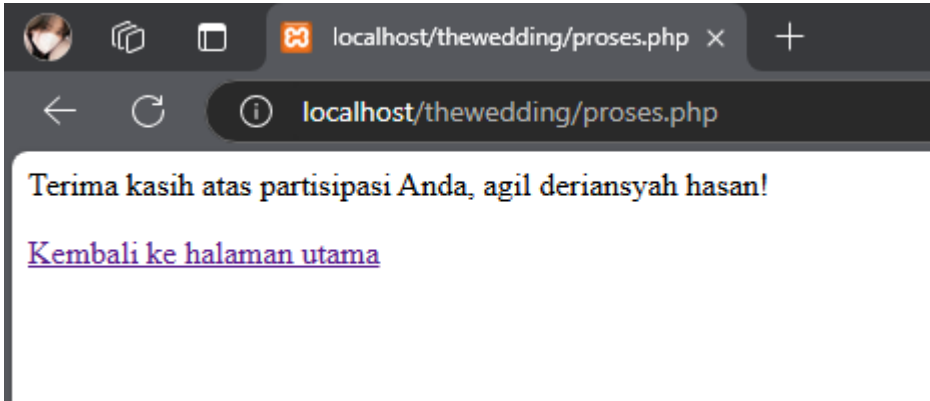 localhost/thewedding/proses.php
localhost/thewedding/proses.php
Terima kasih atas partisipasi Anda, agil deriansyah hasan!
Kembali ke halaman utama